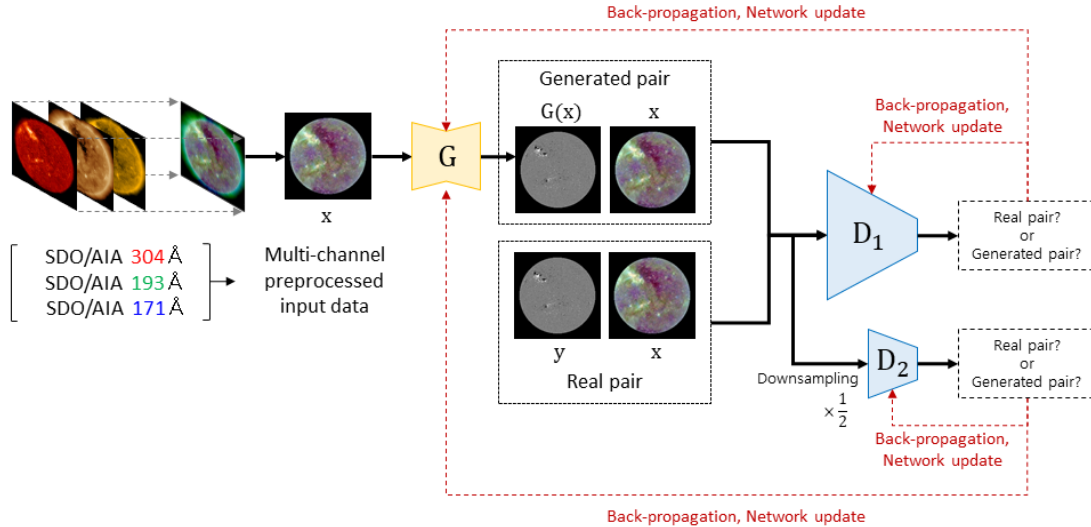 Back-propagation, Network update
Generated pair
G(x) x
Back-propagation,
Network update
G
x
D1
Real pair?
or
Generated pair?
SDO/AIA 304 Å
SDO/AIA 193 Å
SDO/AIA 171 Å
Multi-channel
preprocessed
input data
y x
Real pair
Downsampling
× 1/2
D2
Real pair?
or
Generated pair?
Back-propagation,
Network update
Back-propagation, Network update